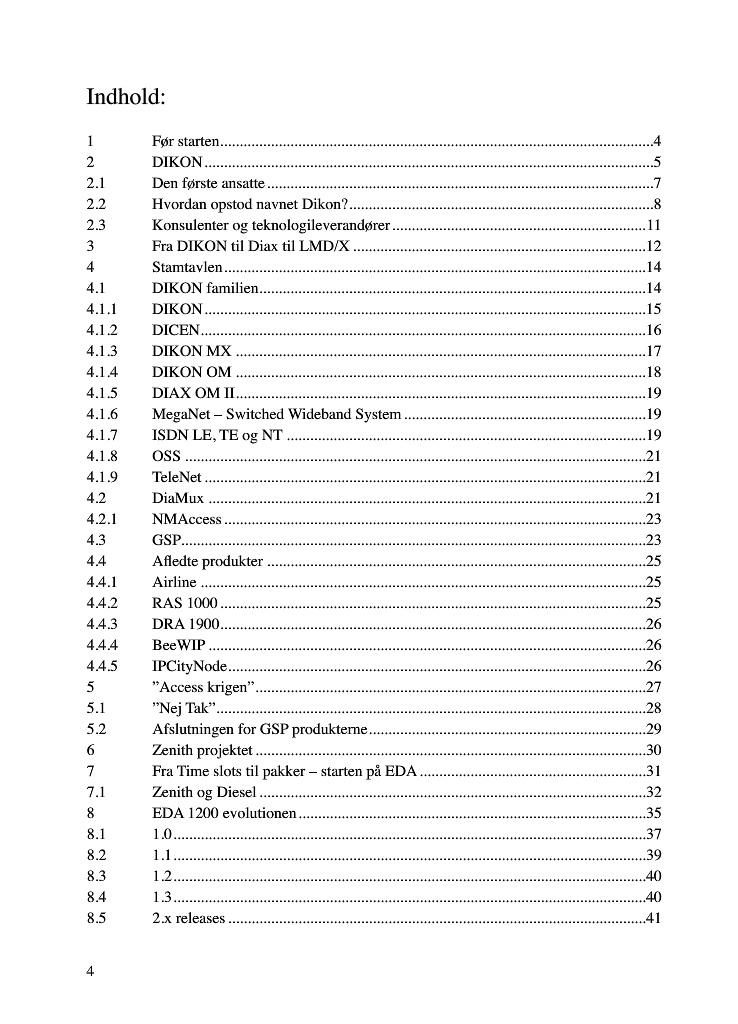 Indhold:
1 Før starten....................4
2 DIKON....................5
2.1 Den første ansatte....................7
2.2 Hvordan opstod navnet Dikon?....................8
2.3 Konsulenter og teknologileverandører....................11
3 Fra DIKON til Diax til LMD/X....................12
4 Stamtavlen....................14
4.1 DIKON familien....................14
4.1.1 DIKON....................15
4.1.2 DICEN....................16
4.1.3 DIKON MX....................17
4.1.4 DIKON OM....................18
4.1.5 DIAX OM II....................19
4.1.6 MegaNet – Switched Wideband System....................19
4.1.7 ISDN LE, TE og NT....................19
4.1.8 OSS....................21
4.1.9 TeleNet....................21
4.2 DiaMux....................21
4.2.1 NMAccess....................23
4.3 GSP....................23
4.4 Afledte produkter....................25
4.4.1 Airline....................25
4.4.2 RAS 1000....................25
4.4.3 DRA 1900....................26
4.4.4 BeeWIP....................26
4.4.5 IPCityNode....................26
5 ”Access krigen”....................27
5.1 ”Nej Tak”....................28
5.2 Afslutningen for GSP produkterne....................29
6 Zenith projektet....................30
7 Fra Time slots til pakker – starten på EDA....................31
7.1 Zenith og Diesel....................32
8 EDA 1200 evolutionen....................35
8.1 1.0....................37
8.2 1.1....................39
8.3 1.2....................40
8.4 1.3....................40
8.5 2.x releases....................41
4